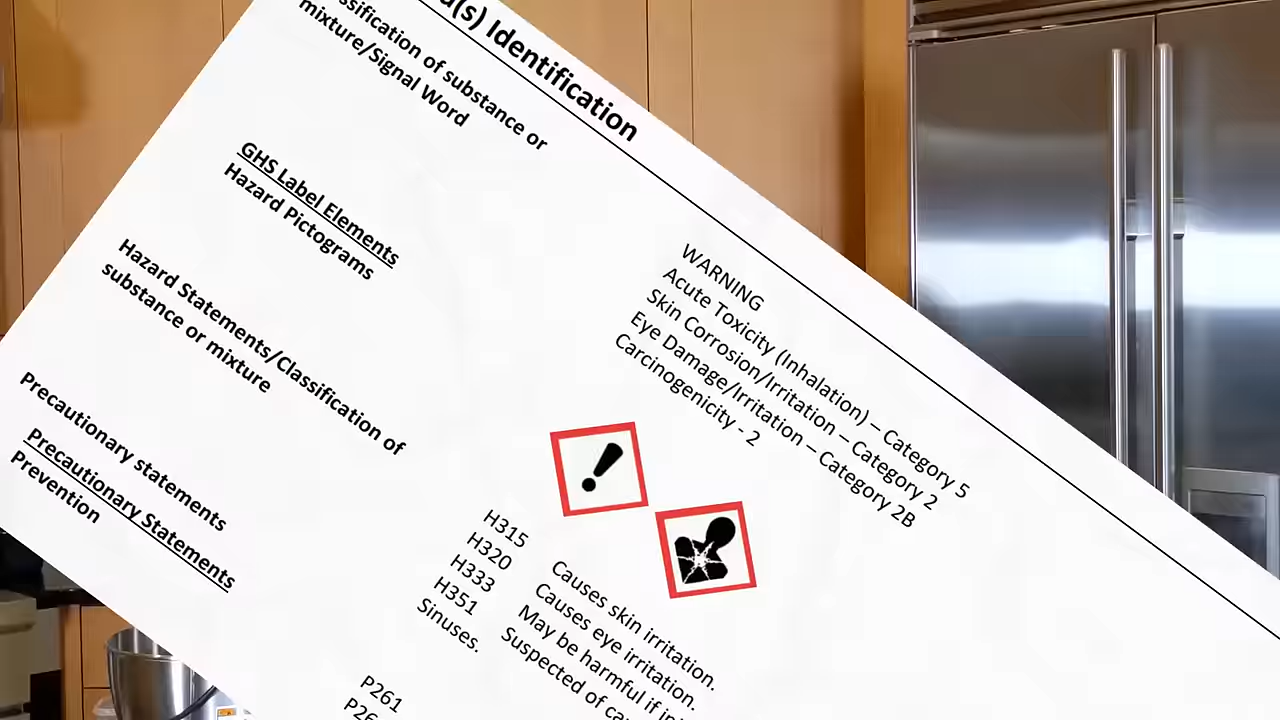 (s) Identification
mixture/Signal Word
of substance or
WARNING
Acute Toxicity (Inhalation) – Category 5
Skin Corrosion/Irritation – Category 2
Eye Damage/Irritation – Category 2B
Carcinogenicity - 2
GHS Label Elements
Hazard Pictograms
Hazard Statements/Classification of
substance or mixture
H315 Causes skin irritation.
H320 Causes eye irritation.
H333 May be harmful if
H351 Suspected of
Sinuses.
Precautionary statements
Precautionary Statements
Prevention
P261